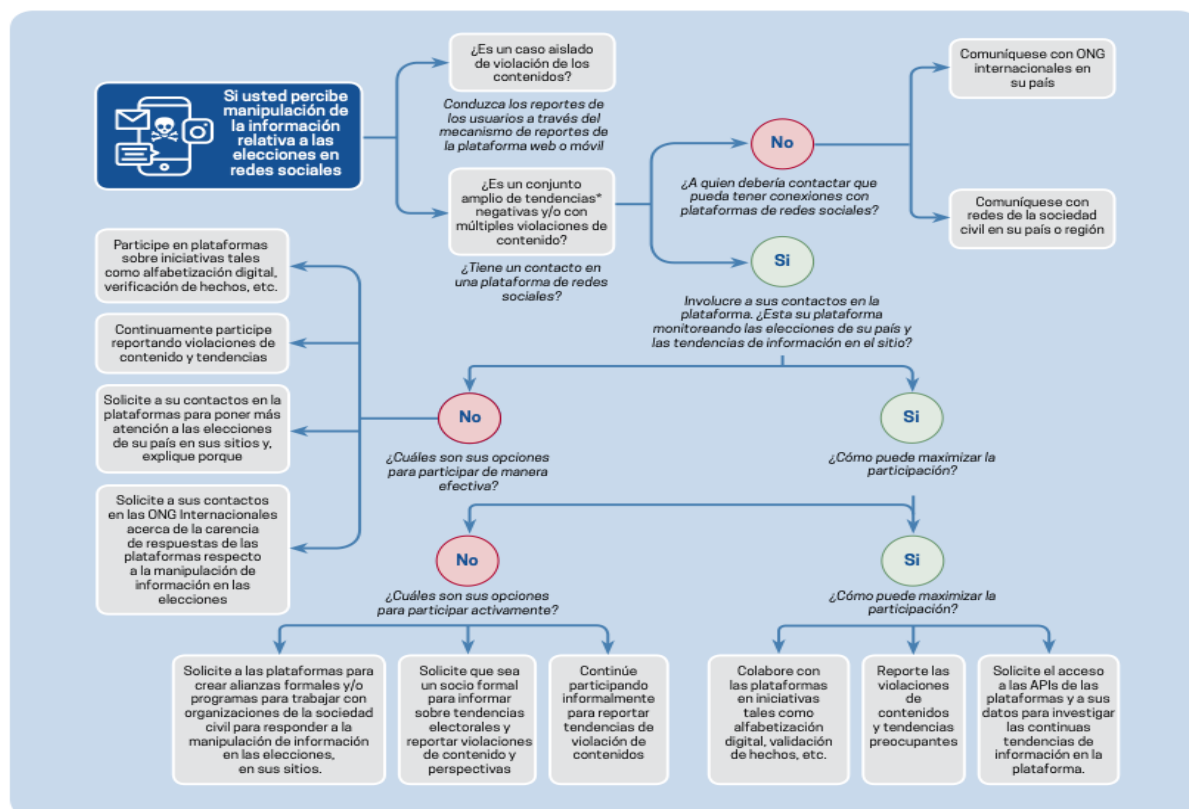 Si usted percibe
manipulación de
la información
relativa a las
elecciones en
redes sociales
¿Es un caso aislado
de violación de los
contenidos?
Conduzca los reportes de
los usuarios a través del
mecanismo de reportes de
la plataforma web o móvil
¿Es un conjunto
amplio de tendencias*
negativas y/o con
múltiples violaciones de
contenido?
¿Tiene un contacto en
una plataforma de redes
sociales?
No
¿A quien debería contactar que
pueda tener conexiones con
plataformas de redes sociales?
Comuníquese con ONG
internacionales en
su país
Comuníquese con
redes de la sociedad
civil en su país o región
Si
Involucre a sus contactos en la
plataforma. ¿Esta su plataforma
monitoreando las elecciones de su país y
las tendencias de información en el sitio?
No
¿Cuáles son sus opciones
para participar de manera
efectiva?
Participe en plataformas
sobre iniciativas tales
como alfabetización digital,
verificación de hechos, etc.
Continuamente participe
reportando violaciones de
contenido y tendencias
Solicite a su contactos en la
plataformas para poner más
atención a las elecciones
de su país en sus sitios y,
explique porque
Solicite a sus contactos
en las ONG Internacionales
acerca de la carencia
de respuestas de las
plataformas respecto
a la manipulación de
información en las
elecciones
Si
¿Cómo puede maximizar la
participación?
No
¿Cuáles son sus opciones
para participar activamente?
Solicite a las plataformas para
crear alianzas formales y/o
programas para trabajar con
organizaciones de la sociedad
civil para responder a la
manipulación de información
en las elecciones,
en sus sitios.
Solicite que sea
un socio formal
para informar
sobre tendencias
electorales y
reportar violaciones
de contenido y
perspectivas
Continúe
participando
informalmente
para reportar
tendencias de
violación de
contenidos
Si
¿Cómo puede maximizar la
participación?
Colabore con
las plataformas
en iniciativas
tales como
alfabetización
digital, validación
de hechos, etc.
Reporte las
violaciones
de
contenidos
y tendencias
preocupantes
Solicite el acceso
a las APIs de las
plataformas y a sus
datos para investigar
las continuas
tendencias de
información en la
plataforma.